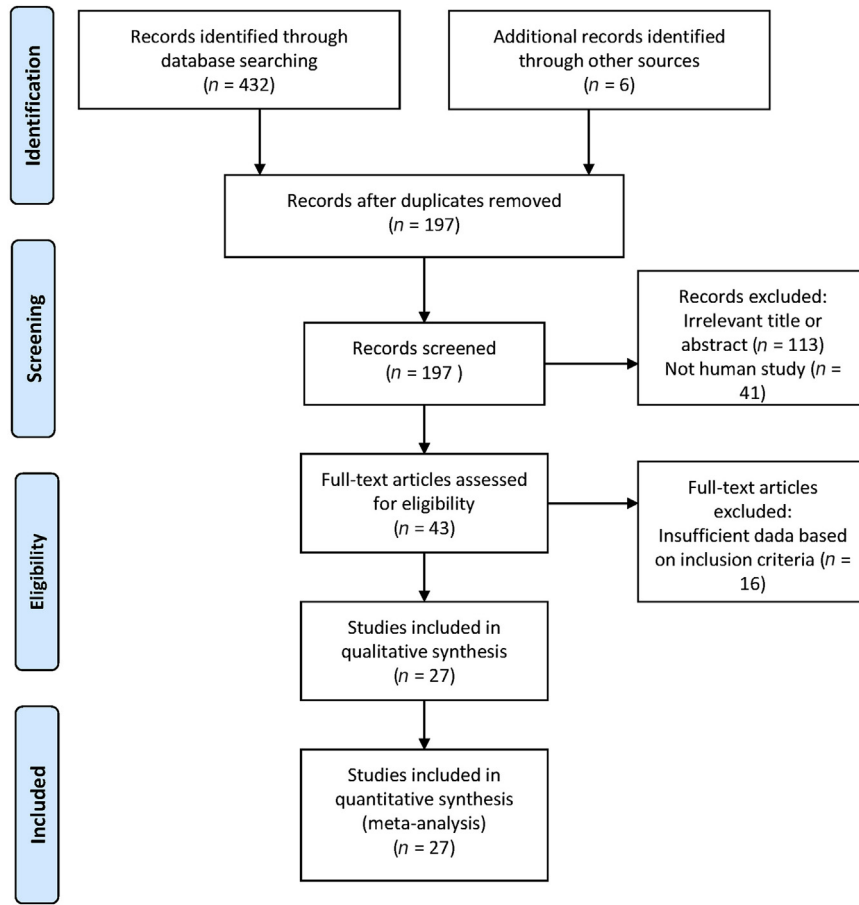 Identification
Records identified through
database searching
(n = 432)
Additional records identified
through other sources
(n = 6)
Records after duplicates removed
(n = 197)
Screening
Records screened
(n = 197 )
Records excluded:
Irrelevant title or
abstract (n = 113)
Not human study (n =
41)
Eligibility
Full-text articles assessed
for eligibility
(n = 43)
Full-text articles
excluded:
Insufficient dada based
on inclusion criteria (n =
16)
Studies included in
qualitative synthesis
(n = 27)
Included
Studies included in
quantitative synthesis
(meta-analysis)
(n = 27)